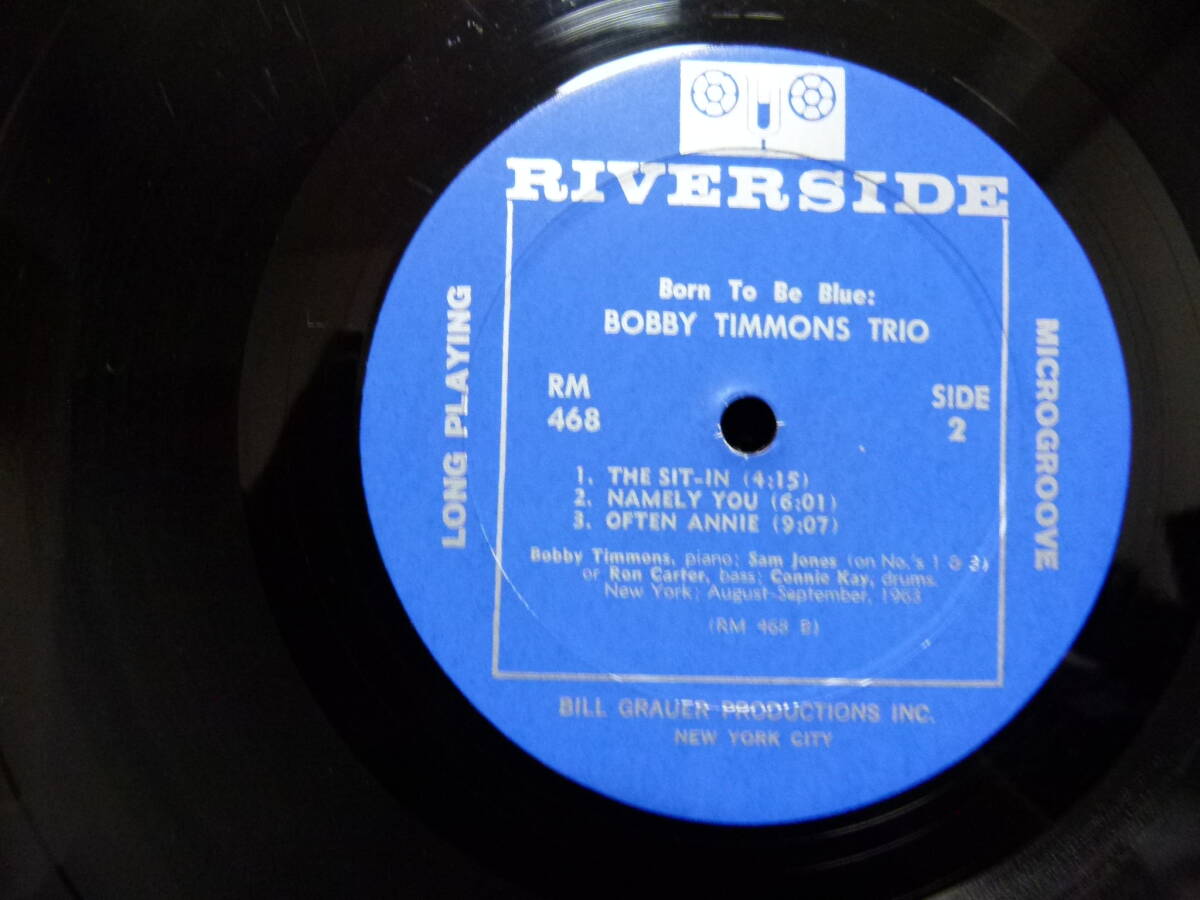 RIVERSIDE
Born To Be Blue:
BOBBY TIMMONS TRIO
LONG PLAYING
MICROGROOVE
RM
468
SIDE
2
1. THE SIT-IN (4:15)
2. NAMELY YOU (6:01)
3. OFTEN ANNIE (9:07)
Bobby Timmons, piano; Sam Jones (on No.'s 1 & 3)
or Ron Carter, bass; Connie Kay, drums.
New York; August-September, 1963
(RM 468 B)
BILL GRAUER PRODUCTIONS INC.
NEW YORK CITY